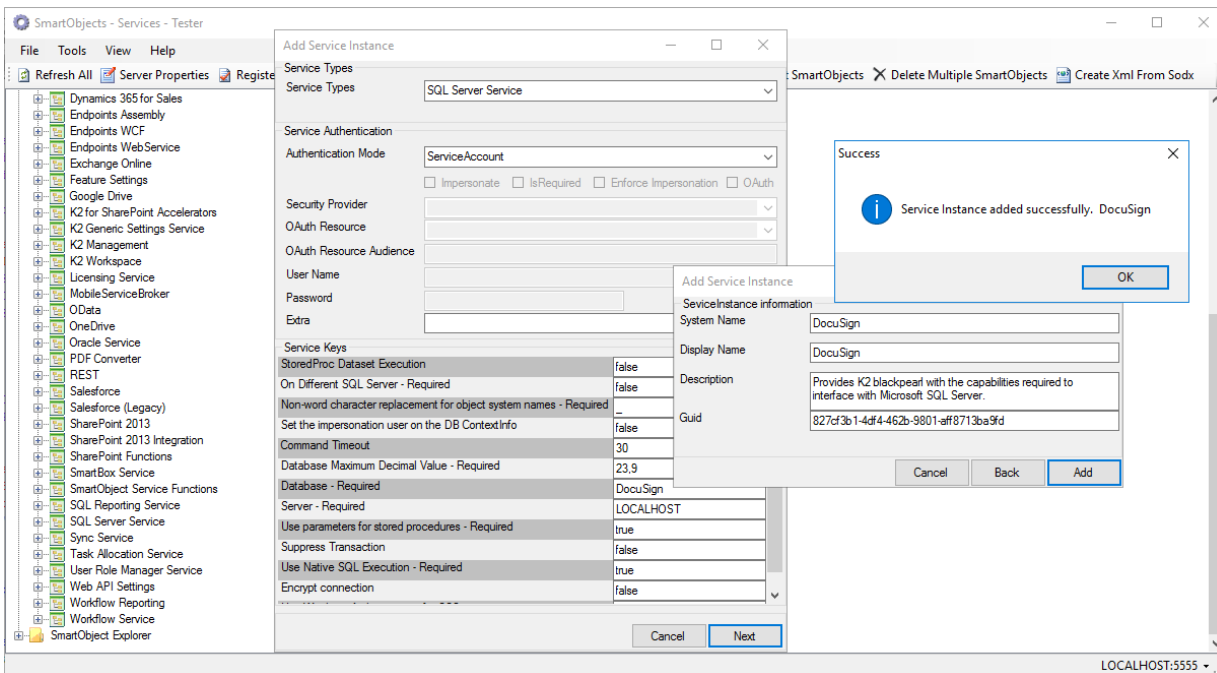 SmartObjects - Services - Tester
File Tools View Help
Refresh All Server Properties Registe
SmartObjects Delete Multiple SmartObjects Create Xml From Sodx
Dynamics 365 for Sales
Endpoints Assembly
Endpoints WCF
Endpoints WebService
Exchange Online
Feature Settings
Google Drive
K2 for SharePoint Accelerators
K2 Generic Settings Service
K2 Management
K2 Workspace
Licensing Service
MobileServiceBroker
OData
OneDrive
Oracle Service
PDF Converter
REST
Salesforce
Salesforce (Legacy)
SharePoint 2013
SharePoint 2013 Integration
SharePoint Functions
SmartBox Service
SmartObject Service Functions
SQL Reporting Service
SQL Server Service
Sync Service
Task Allocation Service
User Role Manager Service
Web API Settings
Workflow Reporting
Workflow Service
SmartObject Explorer
Add Service Instance
Service Types
Service Types SQL Server Service
Service Authentication
Authentication Mode ServiceAccount
Impersonate IsRequired Enforce Impersonation OAuth
Security Provider
OAuth Resource
OAuth Resource Audience
User Name
Password
Extra
Service Keys
StoredProc Dataset Execution false
On Different SQL Server - Required false
Non-word character replacement for object system names - Required _
Set the impersonation user on the DB ContextInfo false
Command Timeout 30
Database Maximum Decimal Value - Required 23,9
Database - Required DocuSign
Server - Required LOCALHOST
Use parameters for stored procedures - Required true
Suppress Transaction false
Use Native SQL Execution - Required true
Encrypt connection false
Cancel Next
Success
Service Instance added successfully. DocuSign
OK
Add Service Instance
SeviceInstance information
System Name DocuSign
Display Name DocuSign
Description Provides K2 blackpearl with the capabilities required to
interface with Microsoft SQL Server.
Guid 827cf3b1-4df4-462b-9801-aff8713ba9fd
Cancel Back Add
LOCALHOST:5555